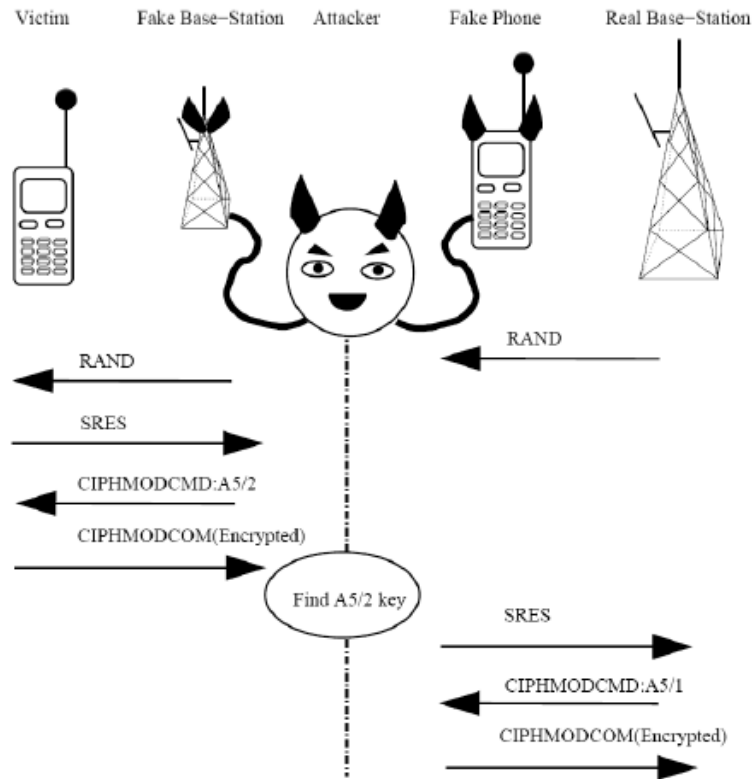 Victim
Fake Base-Station
Attacker
Fake Phone
Real Base-Station
RAND
RAND
SRES
CIPHMODCMD:A5/2
CIPHMODCOM(Encrypted)
Find A5/2 key
SRES
CIPHMODCMD:A5/1
CIPHMODCOM(Encrypted)